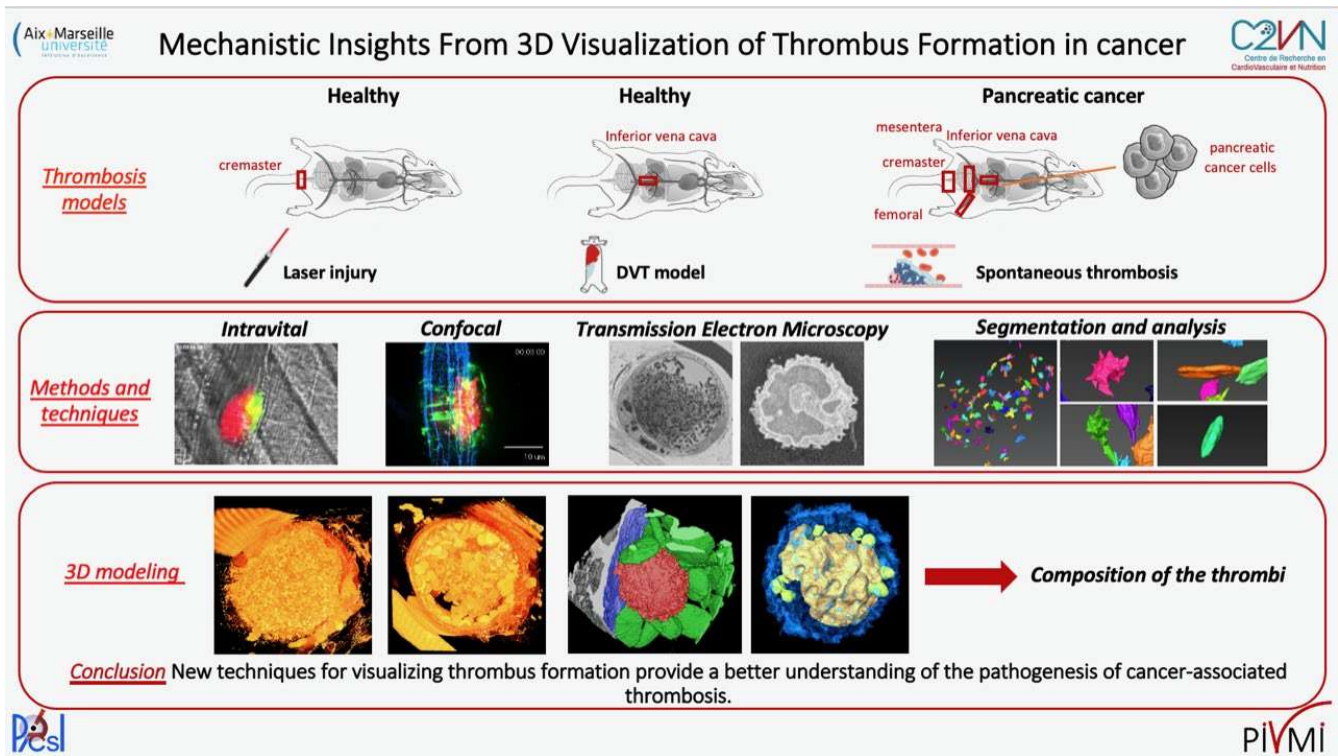 Aix+Marseille
université
Mechanistic Insights From 3D Visualization of Thrombus Formation in cancer
C2VN
Centre de Recherche en
CardioVasculaire et Nutrition
Healthy
Healthy
Pancreatic cancer
Thrombosis
models
cremaster
Inferior vena cava
mesentera
Inferior vena cava
cremaster
femoral
pancreatic
cancer cells
Laser injury
DVT model
Spontaneous thrombosis
Methods and
techniques
Intravital
Confocal
Transmission Electron Microscopy
Segmentation and analysis
00:00:00
10 um
3D modeling
Composition of the thrombi
Conclusion New techniques for visualizing thrombus formation provide a better understanding of the pathogenesis of cancer-associated
thrombosis.
PiVMi